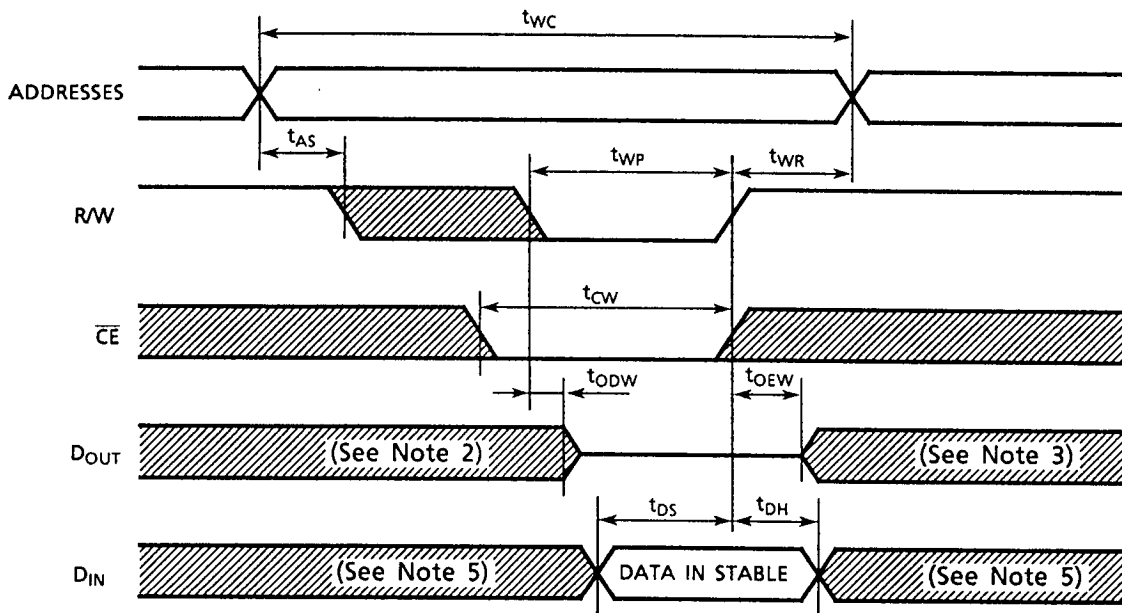 tWC
ADDRESSES
tAS
tWP
tWR
R/W
tCW
CE
tODW
tOEW
DOUT
(See Note 2)
(See Note 3)
tDS
tDH
DIN
(See Note 5)
DATA IN STABLE
(See Note 5)